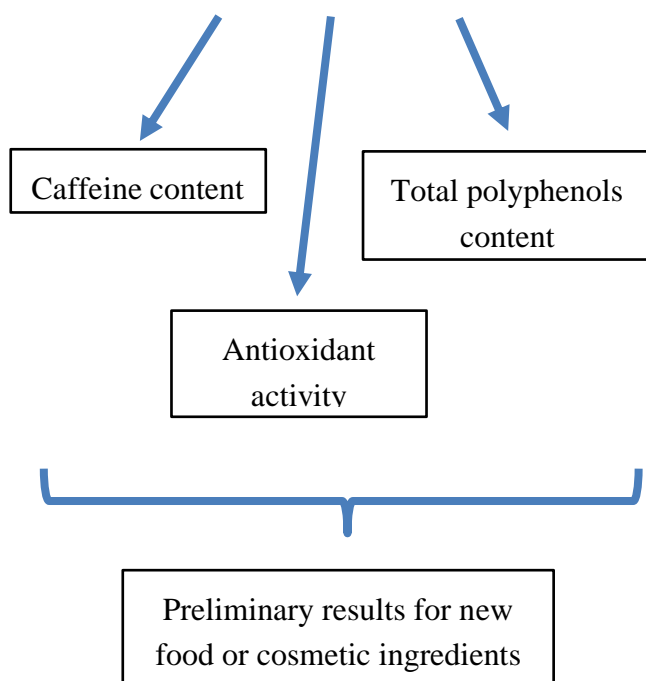 Caffeine content
Total polyphenols
content
Antioxidant
activity
Preliminary results for new
food or cosmetic ingredients